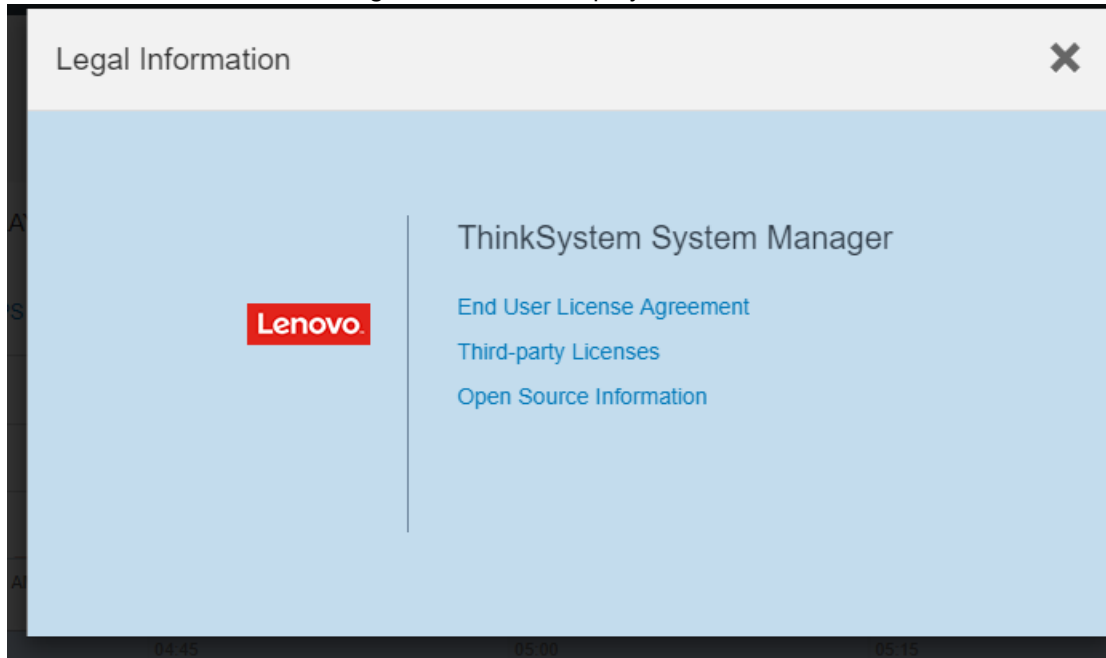 Legal Information
ThinkSystem System Manager
End User License Agreement
Lenovo.
Third-party Licenses
Open Source Information
04:45 05:00 05:15